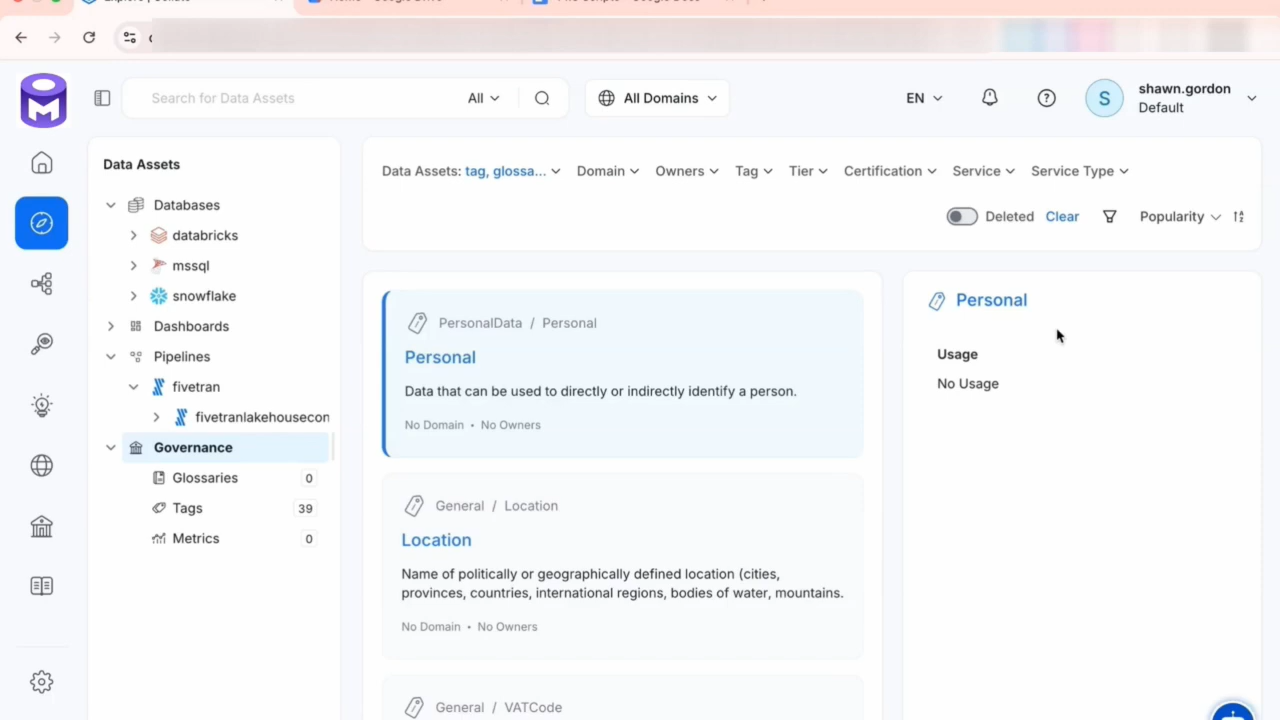 Search for Data Assets
All
All Domains
EN
S
shawn.gordon
Default
Data Assets
Databases
databricks
mssql
snowflake
Dashboards
Pipelines
fivetran
fivetranlakehousecon
Governance
Glossaries 0
Tags 39
Metrics 0
Data Assets: tag, glossa... Domain Owners Tag Tier Certification Service Service Type
Deleted Clear Popularity
PersonalData / Personal
Personal
Data that can be used to directly or indirectly identify a person.
No Domain • No Owners
General / Location
Location
Name of politically or geographically defined location (cities,
provinces, countries, international regions, bodies of water, mountains.
No Domain • No Owners
General / VATCode
Personal
Usage
No Usage